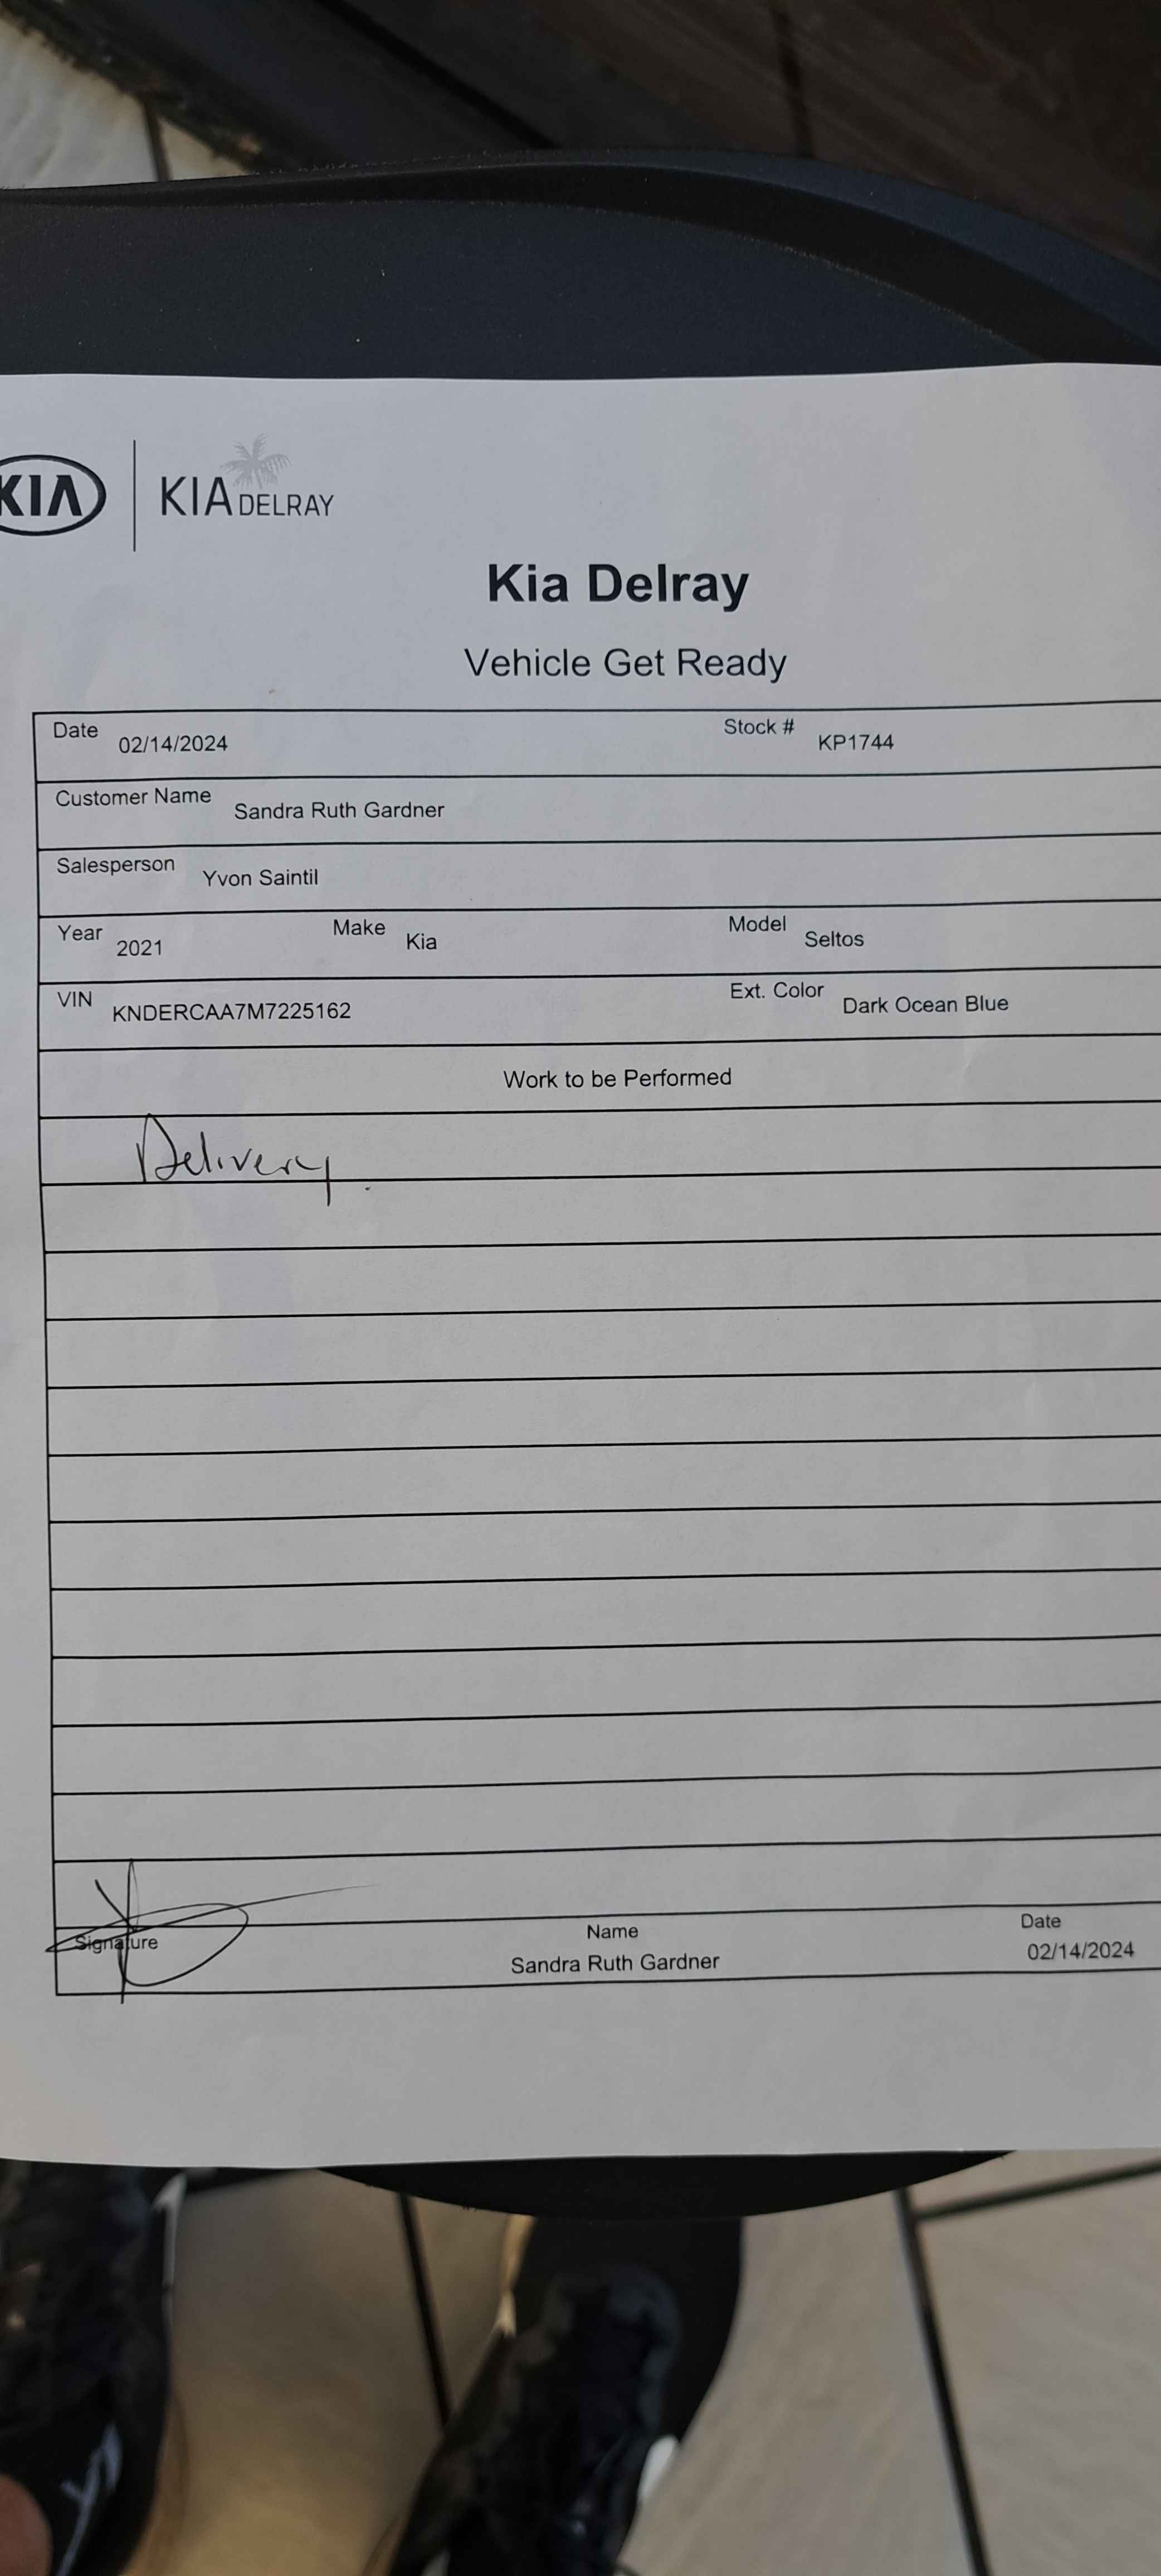 KIA KIA DELRAY
Kia Delray
Vehicle Get Ready
Date 02/14/2024 Stock # KP1744
Customer Name Sandra Ruth Gardner
Salesperson Yvon Saintil
Year 2021 Make Kia Model Seltos
VIN KNDERCAA7M7225162 Ext. Color Dark Ocean Blue
Work to be Performed
Delivery
Signature Name Date
Sandra Ruth Gardner 02/14/2024